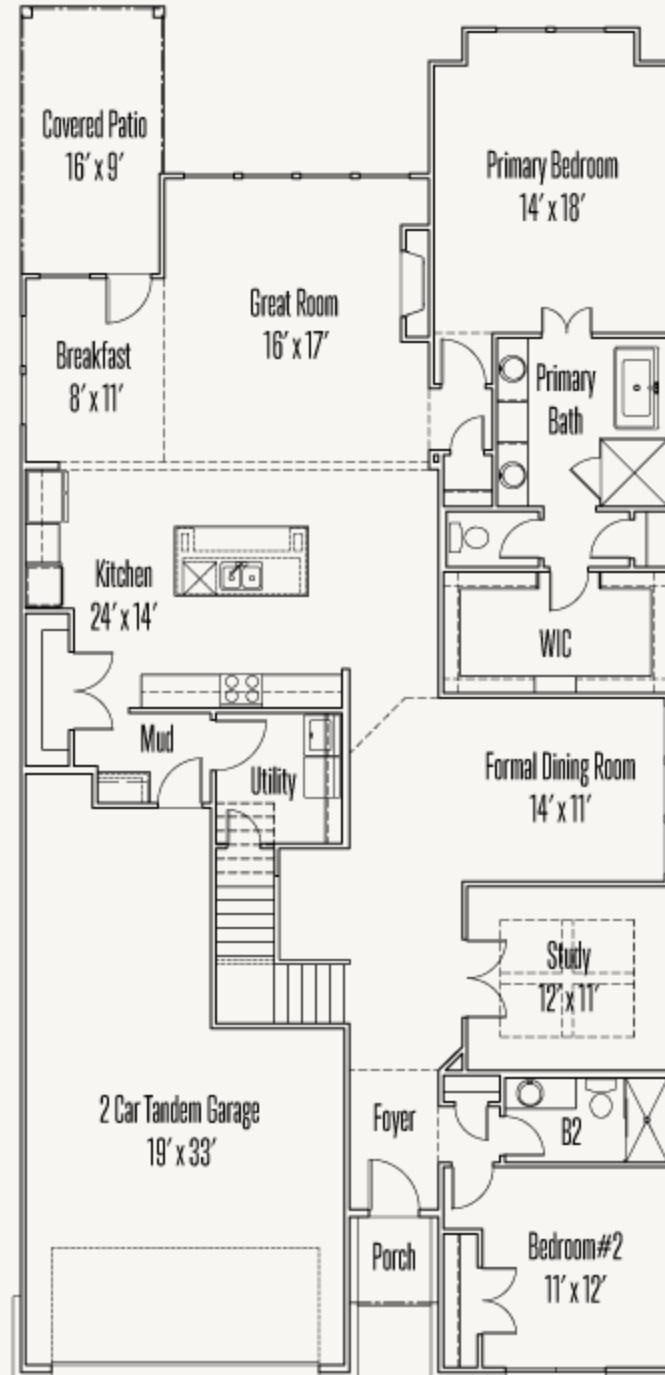 Covered Patio
16' x 9'
Primary Bedroom
14' x 18'
Great Room
16' x 17'
Breakfast
8' x 11'
Primary
Bath
Kitchen
24' x 14'
WIC
Mud
Utility
Formal Dining Room
14' x 11'
Study
12' x 11'
2 Car Tandem Garage
19' x 33'
Foyer
B2
Porch
Bedroom#2
11' x 12'